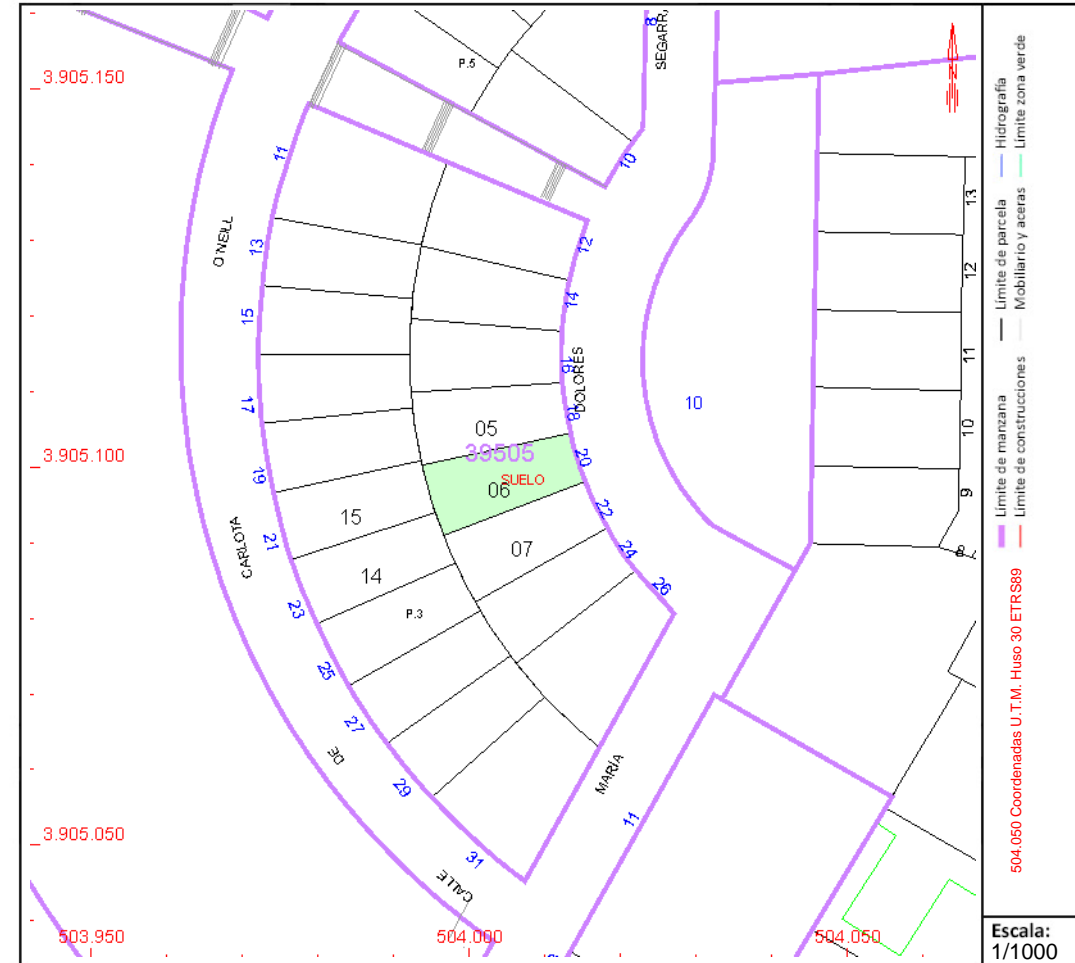 8
SEGARR
P.5
3.905.150
10
11
12
O'NEILL
13
14
15
DOLORES
16
17
18
10
05
39505
3.905.100
20
SUELO
06
19
22
15
07
CARLOTA
21
24
14
26
23
P.3
25
27
DE
MARÍA
29
11
3.905.050
31
CALLE
503.950
504.000
504.050
13
12
11
10
9
8
Hidrografía
Límite zona verde
Límite de parcela
Mobiliario y aceras
Límite de manzana
Límite de construcciones
504.050 Coordenadas U.T.M. Huso 30 ETRS89
Escala:
1/1000